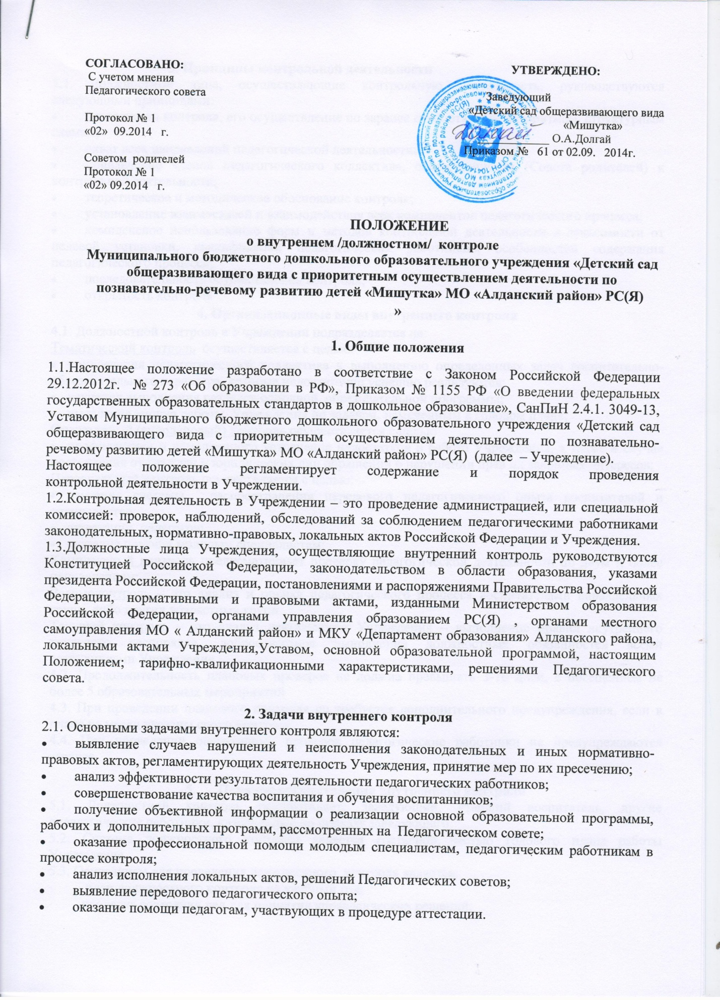 СОГЛАСОВАНО:
С учетом мнения
Педагогического совета
Протокол № 1
«02» 09.2014 г.
Советом родителей
Протокол № 1
«02» 09.2014 г.
УТВЕРЖДЕНО:
Заведующий
«Детский сад общеразвивающего вида
«Мишутка»
О.А.Долгай
Приказом № 61 от 02.09. 2014г.
ПОЛОЖЕНИЕ
о внутреннем /должностном/ контроле
Муниципального бюджетного дошкольного образовательного учреждения «Детский сад
общеразвивающего вида с приоритетным осуществлением деятельности по
познавательно-речевому развитию детей «Мишутка» МО «Алданский район» РС(Я)
»
1. Общие положения
1.1.Настоящее положение разработано в соответствие с Законом Российской Федерации
29.12.2012г. № 273 «Об образовании в РФ», Приказом № 1155 РФ «О введении федеральных
государственных образовательных стандартов в дошкольное образование», СанПиН 2.4.1. 3049-13,
Уставом Муниципального бюджетного дошкольного образовательного учреждения «Детский сад
общеразвивающего вида с приоритетным осуществлением деятельности по познавательно-
речевому развитию детей «Мишутка» МО «Алданский район» РС(Я) (далее – Учреждение).
Настоящее положение регламентирует содержание и порядок проведения
контрольной деятельности в Учреждении.
1.2.Контрольная деятельность в Учреждении – это проведение администрацией, или специальной
комиссией: проверок, наблюдений, обследований за соблюдением педагогическими работниками
законодательных, нормативно-правовых, локальных актов Российской Федерации и Учреждения.
1.3.Должностные лица Учреждения, осуществляющие внутренний контроль руководствуются
Конституцией Российской Федерации, законодательством в области образования, указами
президента Российской Федерации, постановлениями и распоряжениями Правительства Российской
Федерации, нормативными и правовыми актами, изданными Министерством образования
Российской Федерации, органами управления образованием РС(Я) , органами местного
самоуправления МО « Алданский район» и МКУ «Департамент образования» Алданского района,
локальными актами Учреждения,Уставом, основной образовательной программой, настоящим
Положением; тарифно-квалификационными характеристиками, решениями Педагогического
совета.
2. Задачи внутреннего контроля
2.1. Основными задачами внутреннего контроля являются:
• выявление случаев нарушений и неисполнения законодательных и иных нормативно-
правовых актов, регламентирующих деятельность Учреждения, принятие мер по их пресечению;
• анализ эффективности результатов деятельности педагогических работников;
• совершенствование качества воспитания и обучения воспитанников;
• получение объективной информации о реализации основной образовательной программы,
рабочих и дополнительных программ, рассмотренных на Педагогическом совете;
• оказание профессиональной помощи молодым специалистам, педагогическим работникам в
процессе контроля;
• анализ исполнения локальных актов, решений Педагогических советов;
• выявление передового педагогического опыта;
• оказание помощи педагогам, участвующих в процедуре аттестации.